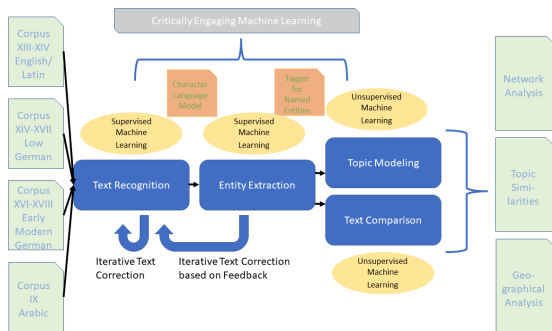 Critically Engaging Machine Learning
Corpus
XIII-XIV
English/
Latin
Corpus
XIV-XVII
Low
German
Corpus
XVI-XVIII
Early
Modern
German
Corpus
IX
Arabic
Character
Language
Model
Tagger
for
Named
Entities
Supervised
Machine
Learning
Supervised
Machine
Learning
Unsupervised
Machine
Learning
Text Recognition
Entity Extraction
Topic Modeling
Text Comparison
Unsupervised
Machine
Learning
Iterative Text
Correction
Iterative Text Correction
based on Feedback
Network
Analysis
Topic
Simi-
larities
Geo-
graphical
Analysis